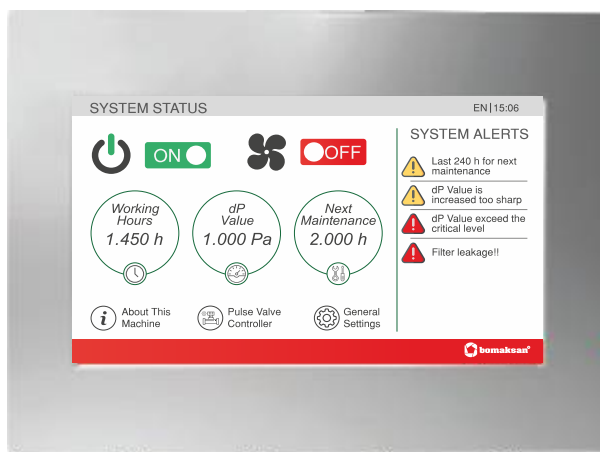 SYSTEM STATUS
EN|15:06
ON
OFF
Working
Hours
1.450 h
dP
Value
1.000 Pa
Next
Maintenance
2.000 h
About This
Machine
Pulse Valve
Controller
General
Settings
SYSTEM ALERTS
Last 240 h for next
maintenance
dP Value is
increased too sharp
dP Value exceed the
critical level
Filter leakage!!
bomaksan®